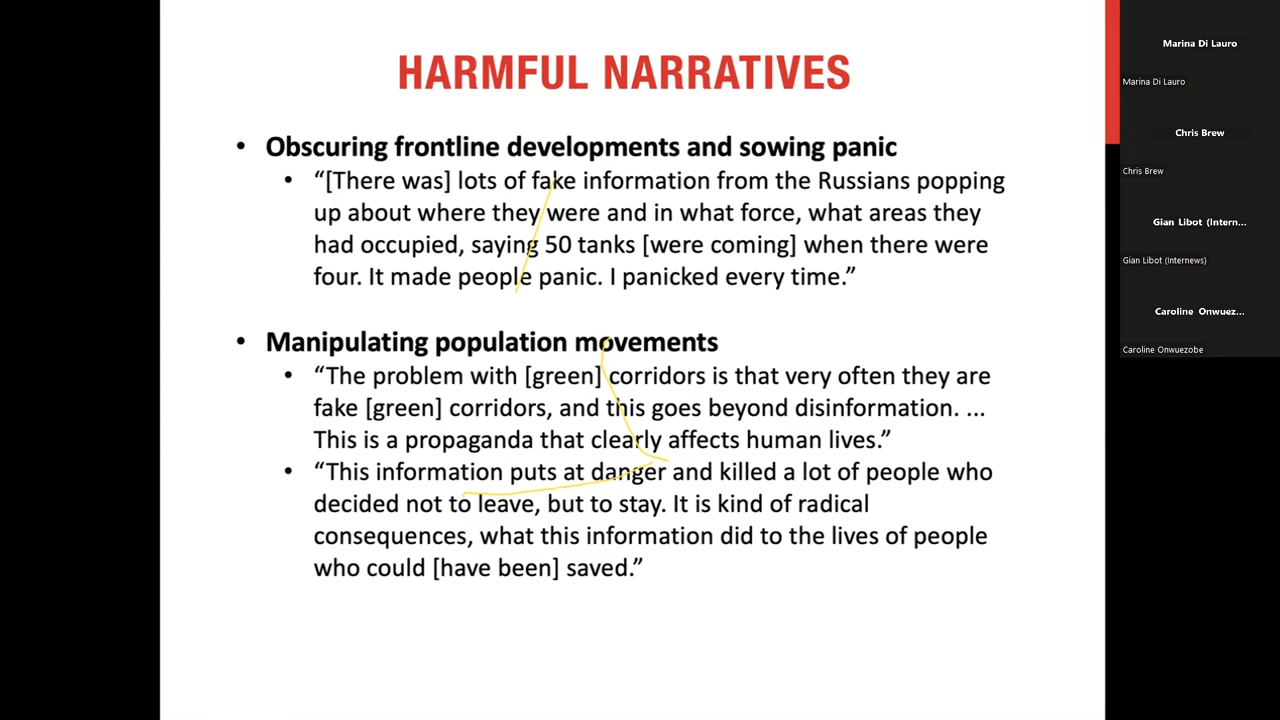 HARMFUL NARRATIVES
• Obscuring frontline developments and sowing panic
• “[There was] lots of fake information from the Russians popping
up about where they were and in what force, what areas they
had occupied, saying 50 tanks [were coming] when there were
four. It made people panic. I panicked every time.”
• Manipulating population movements
• “The problem with [green] corridors is that very often they are
fake [green] corridors, and this goes beyond disinformation. ...
This is a propaganda that clearly affects human lives.”
• “This information puts at danger and killed a lot of people who
decided not to leave, but to stay. It is kind of radical
consequences, what this information did to the lives of people
who could [have been] saved.”
Marina Di Lauro
Marina Di Lauro
Chris Brew
Chris Brew
Gian Libot (Intern...
Gian Libot (Internews)
Caroline Onwuez...
Caroline Onwuezobe